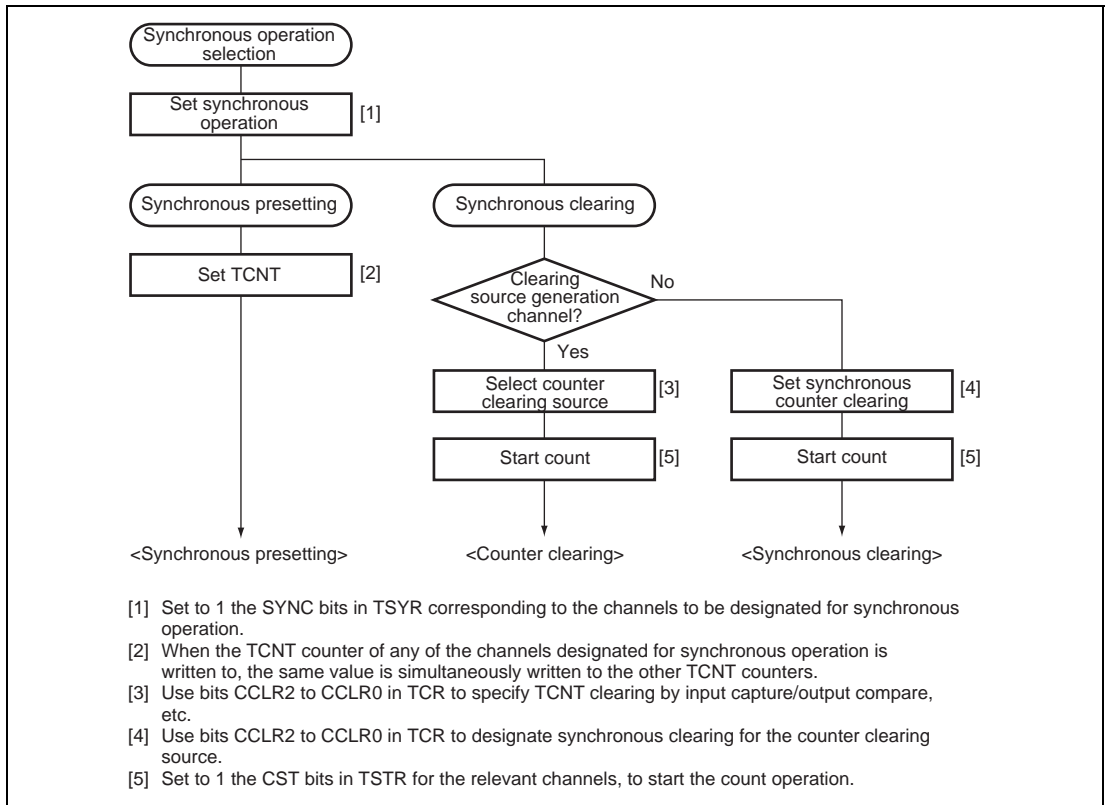 Synchronous operation
selection
Set synchronous
operation
[1]
Synchronous presetting
Synchronous clearing
Set TCNT
[2]
Clearing
source generation
channel?
No
Yes
Select counter
clearing source
[3]
Set synchronous
counter clearing
[4]
Start count
[5]
Start count
[5]
<Synchronous presetting>
<Counter clearing>
<Synchronous clearing>
[1] Set to 1 the SYNC bits in TSYR corresponding to the channels to be designated for synchronous
operation.
[2] When the TCNT counter of any of the channels designated for synchronous operation is
written to, the same value is simultaneously written to the other TCNT counters.
[3] Use bits CCLR2 to CCLR0 in TCR to specify TCNT clearing by input capture/output compare,
etc.
[4] Use bits CCLR2 to CCLR0 in TCR to designate synchronous clearing for the counter clearing
source.
[5] Set to 1 the CST bits in TSTR for the relevant channels, to start the count operation.